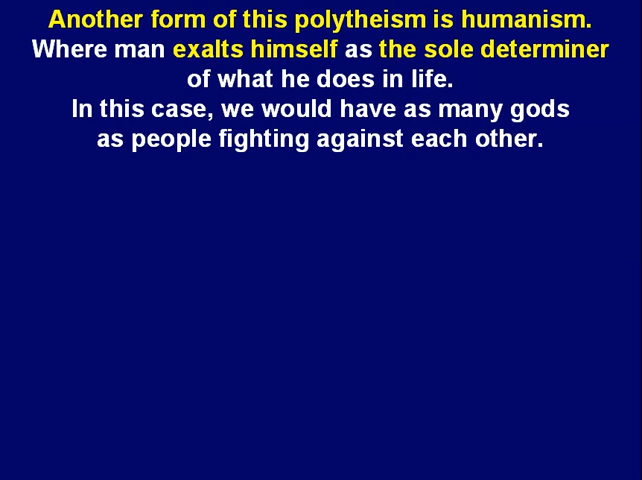 Another form of this polytheism is humanism.
Where man exalts himself as the sole determiner
of what he does in life.
In this case, we would have as many gods
as people fighting against each other.